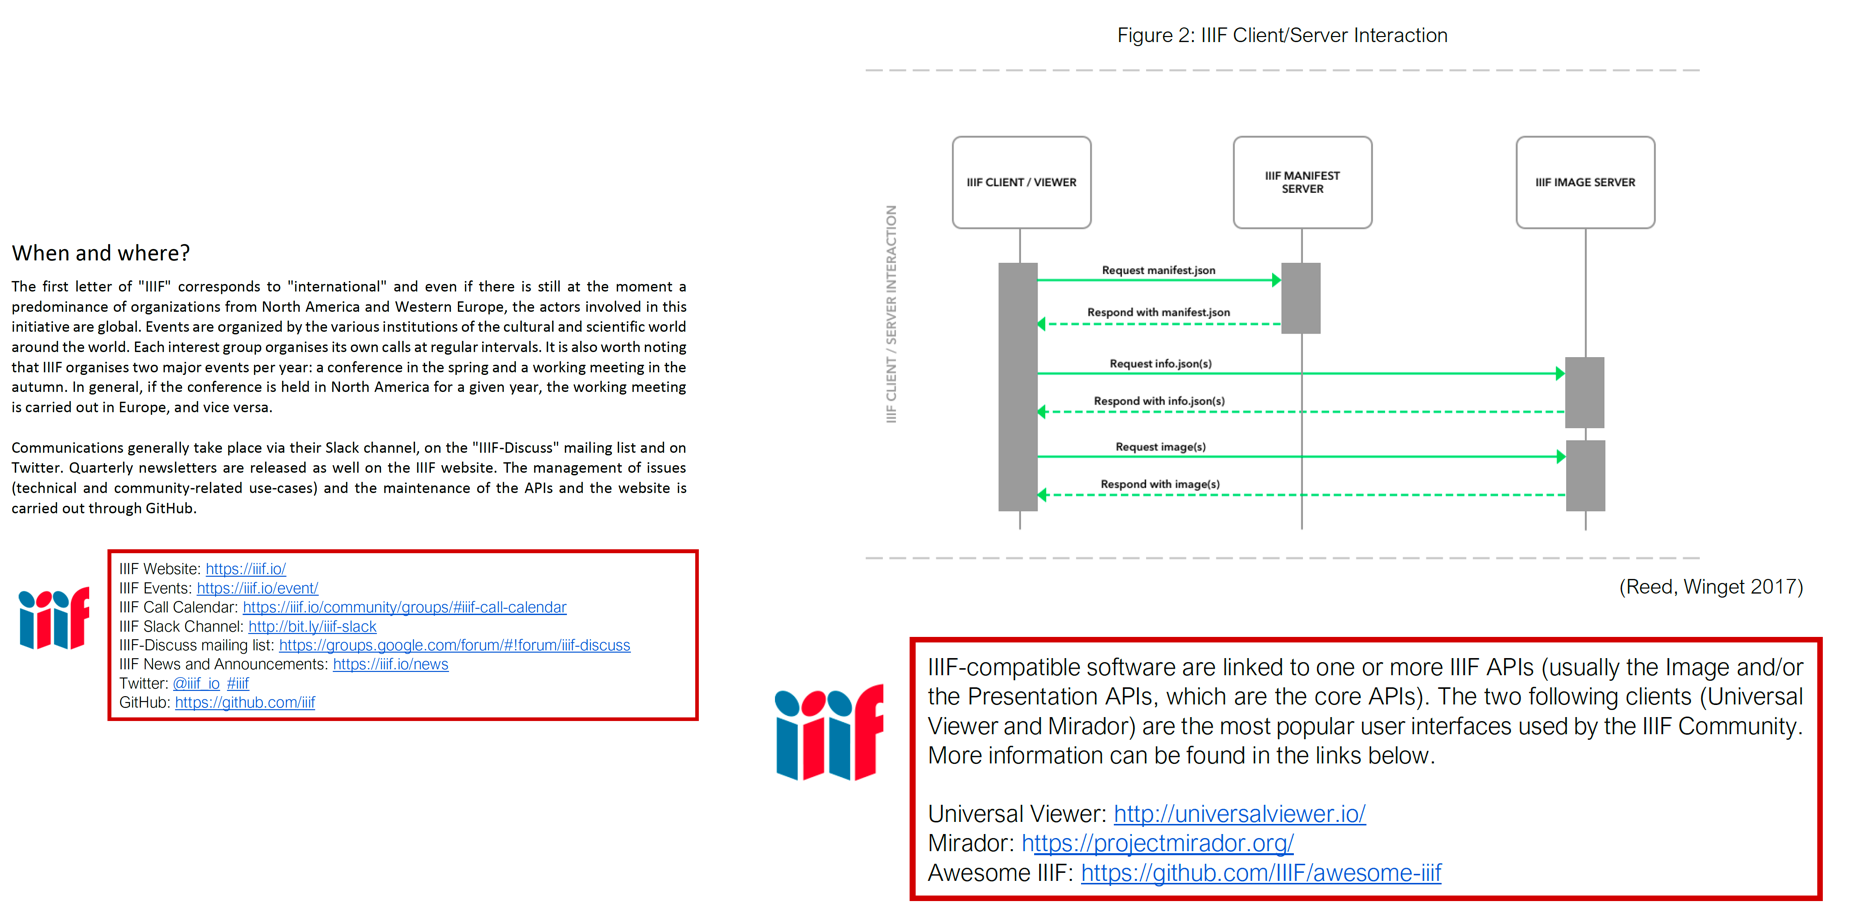 When and where?
The first letter of "IIIF" corresponds to "international" and even if there is still at the moment a
predominance of organizations from North America and Western Europe, the actors involved in this
initiative are global. Events are organized by the various institutions of the cultural and scientific world
around the world. Each interest group organises its own calls at regular intervals. It is also worth noting
that IIIF organises two major events per year: a conference in the spring and a working meeting in the
autumn. In general, if the conference is held in North America for a given year, the working meeting
is carried out in Europe, and vice versa.
Communications generally take place via their Slack channel, on the "IIIF-Discuss" mailing list and on
Twitter. Quarterly newsletters are released as well on the IIIF website. The management of issues
(technical and community-related use-cases) and the maintenance of the APIs and the website is
carried out through GitHub.
iiif
IIIF Website: https://iiif.io/
IIIF Events: https://iiif.io/event/
IIIF Call Calendar: https://iiif.io/community/groups/#iiif-call-calendar
IIIF Slack Channel: http://bit.ly/iiif-slack
IIIF-Discuss mailing list: https://groups.google.com/forum/#!forum/iiif-discuss
IIIF News and Announcements: https://iiif.io/news
Twitter: @iiif_io #iiif
GitHub: https://github.com/iiif
Figure 2: IIIF Client/Server Interaction
IIIF CLIENT / SERVER INTERACTION
IIIF CLIENT / VIEWER
IIIF MANIFEST
SERVER
IIIF IMAGE SERVER
Request manifest.json
Respond with manifest.json
Request info.json(s)
Respond with info.json(s)
Request image(s)
Respond with image(s)
(Reed, Winget 2017)
iiif
IIIF-compatible software are linked to one or more IIIF APIs (usually the Image and/or
the Presentation APIs, which are the core APIs). The two following clients (Universal
Viewer and Mirador) are the most popular user interfaces used by the IIIF Community.
More information can be found in the links below.
Universal Viewer: http://universalviewer.io/
Mirador: https://projectmirador.org/
Awesome IIIF: https://github.com/IIIF/awesome-iiif